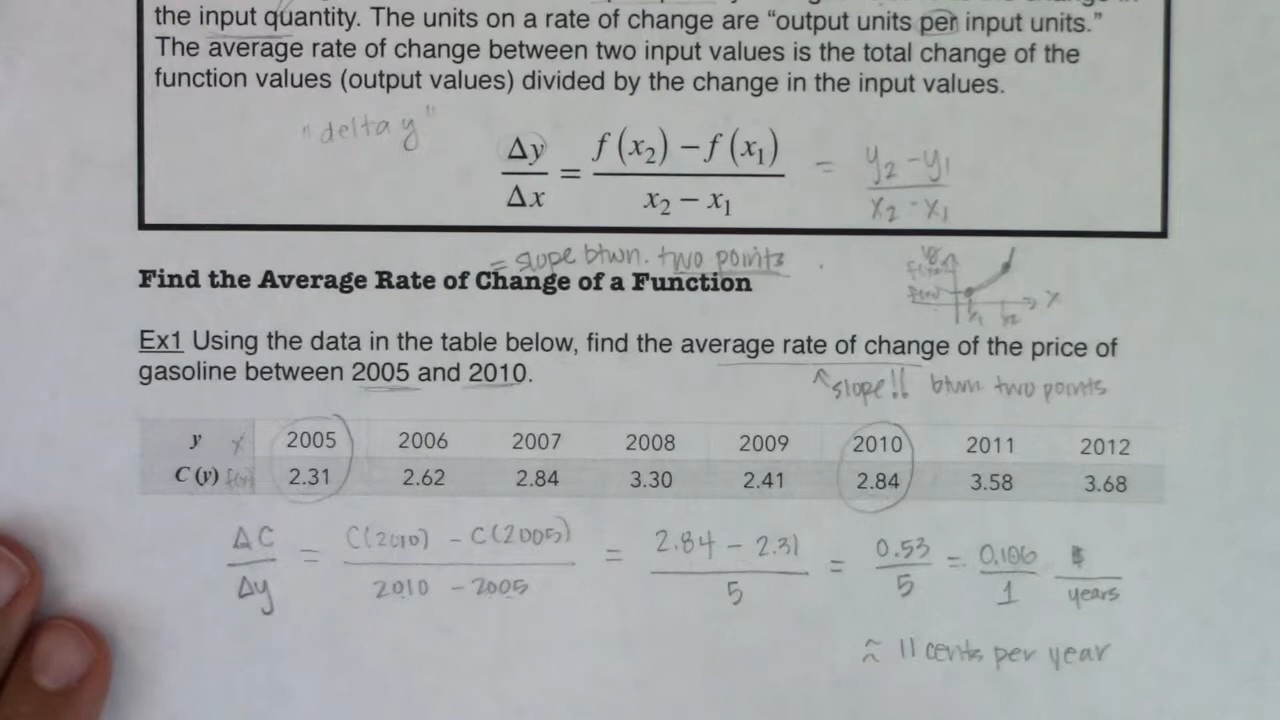 the input quantity. The units on a rate of change are “output units per input units.”
The average rate of change between two input values is the total change of the
function values (output values) divided by the change in the input values.
"delta y"
Δy/Δx = (f(x₂) − f(x₁))/(x₂ − x₁) = (y₂ − y₁)/(x₂ − x₁)
= slope btwn. two points
Find the Average Rate of Change of a Function
x
x₁ x₂
Ex1 Using the data in the table below, find the average rate of change of the price of
gasoline between 2005 and 2010.
slope!! btwn two points
y x 2005 2006 2007 2008 2009 2010 2011 2012
C(y) f(x) 2.31 2.62 2.84 3.30 2.41 2.84 3.58 3.68
ΔC/Δy = (C(2010) − C(2005))/(2010 − 2005) = (2.84 − 2.31)/5 = 0.53/5 = 0.106/1 $/years
≈ 11 cents per year